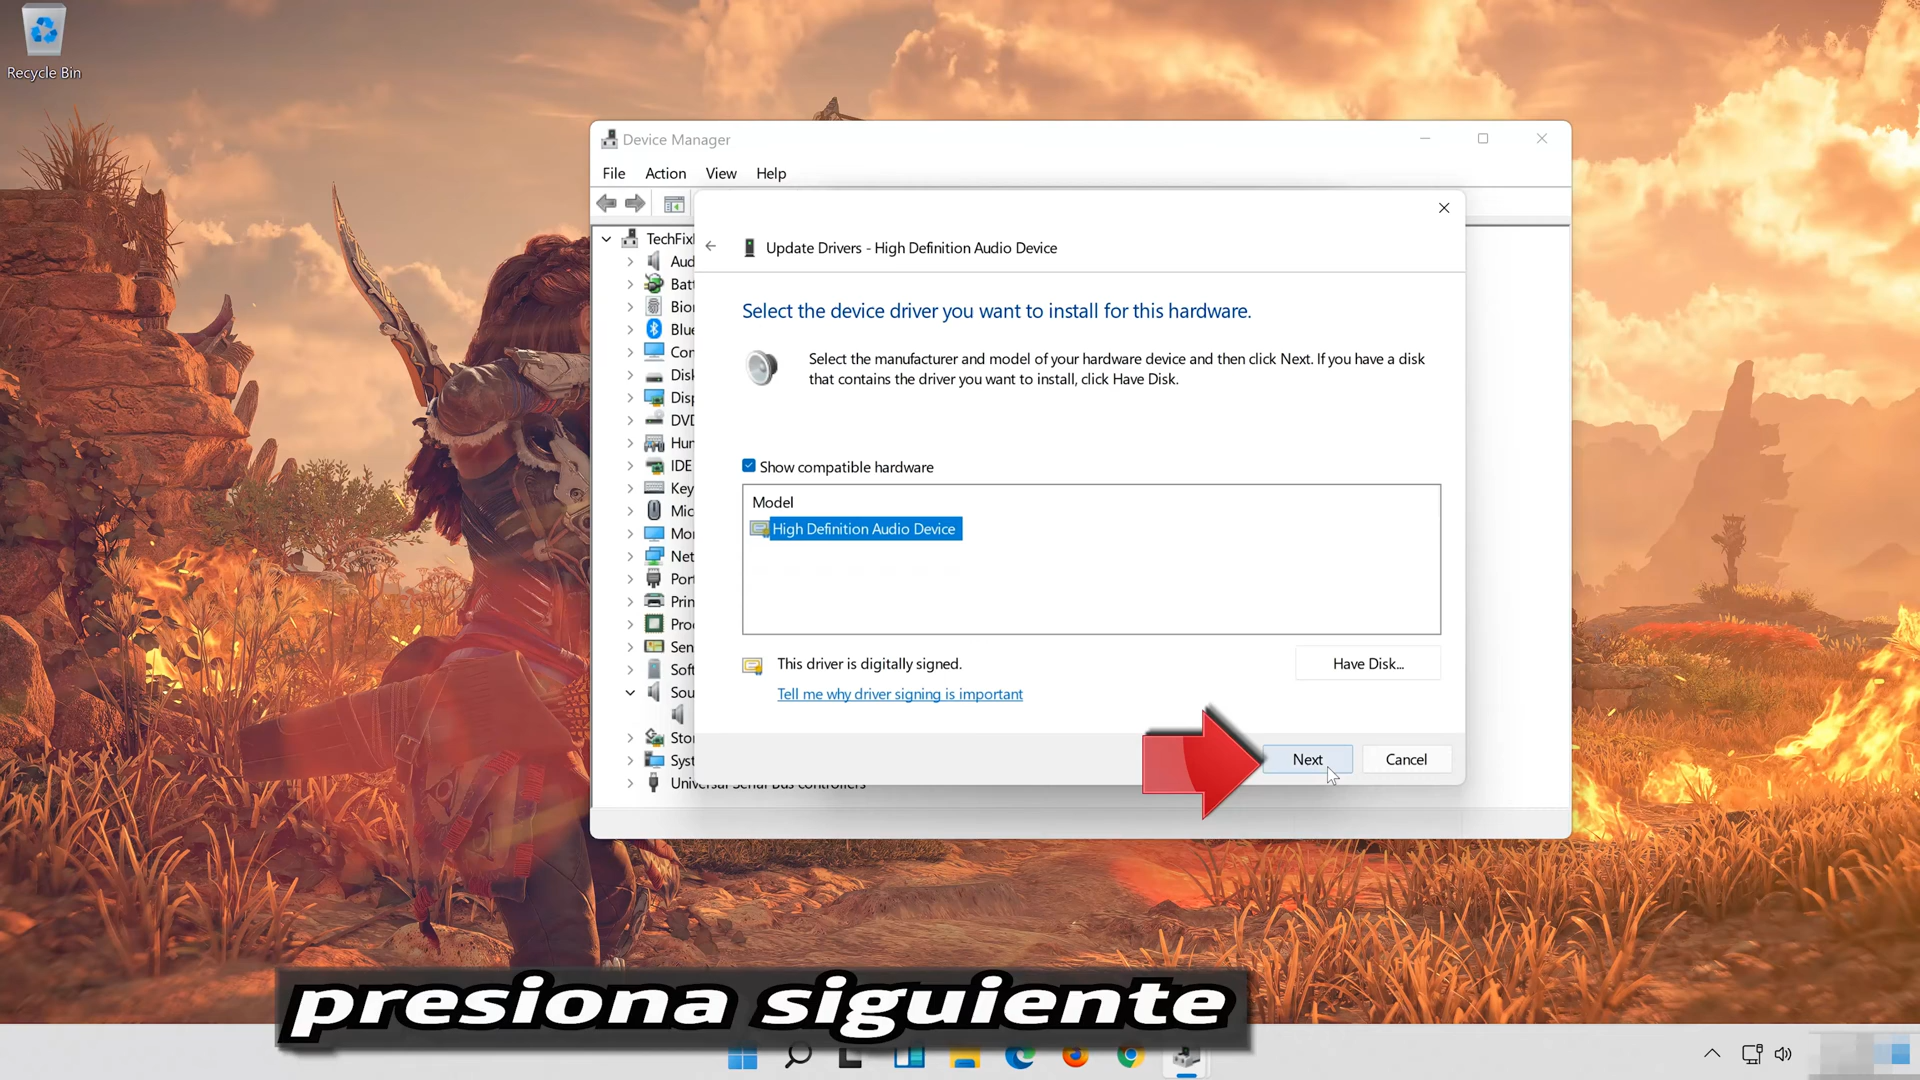 Recycle Bin
Device Manager
File Action View Help
TechFixI
Aud
Batt
Bior
Blue
Com
Disk
Disp
DVD
Hum
IDE
Key
Mic
Mon
Net
Port
Prin
Proc
Sen
Soft
Sou
Stor
Syst
Universal Serial Bus controllers
Update Drivers - High Definition Audio Device
Select the device driver you want to install for this hardware.
Select the manufacturer and model of your hardware device and then click Next. If you have a disk
that contains the driver you want to install, click Have Disk.
Show compatible hardware
Model
High Definition Audio Device
This driver is digitally signed.
Have Disk...
Tell me why driver signing is important
Next
Cancel
presiona siguiente